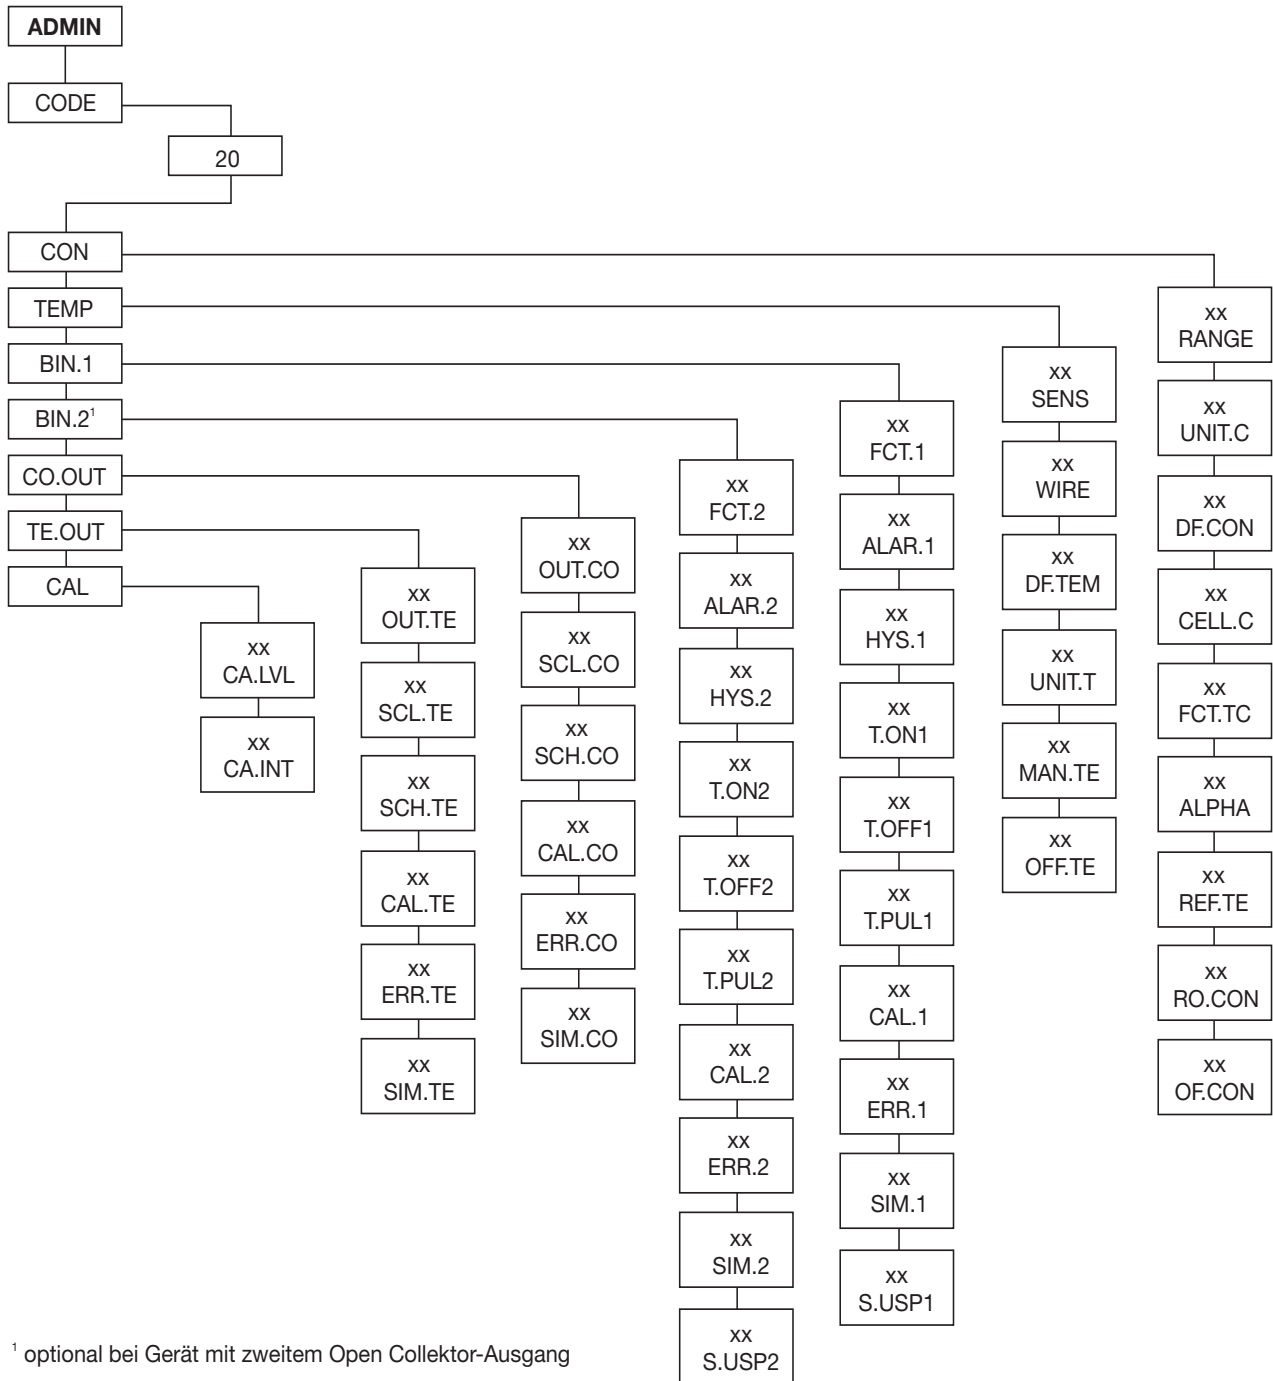 ADMIN
CODE
20
CON
TEMP
BIN.1
BIN.2¹
CO.OUT
TE.OUT
CAL
xx
CA.LVL
xx
CA.INT
xx
OUT.TE
xx
SCL.TE
xx
SCH.TE
xx
CAL.TE
xx
ERR.TE
xx
SIM.TE
xx
OUT.CO
xx
SCL.CO
xx
SCH.CO
xx
CAL.CO
xx
ERR.CO
xx
SIM.CO
xx
FCT.2
xx
ALAR.2
xx
HYS.2
xx
T.ON2
xx
T.OFF2
xx
T.PUL2
xx
CAL.2
xx
ERR.2
xx
SIM.2
xx
S.USP2
xx
FCT.1
xx
ALAR.1
xx
HYS.1
xx
T.ON1
xx
T.OFF1
xx
T.PUL1
xx
CAL.1
xx
ERR.1
xx
SIM.1
xx
S.USP1
xx
SENS
xx
WIRE
xx
DF.TEM
xx
UNIT.T
xx
MAN.TE
xx
OFF.TE
xx
RANGE
xx
UNIT.C
xx
DF.CON
xx
CELL.C
xx
FCT.TC
xx
ALPHA
xx
REF.TE
xx
RO.CON
xx
OF.CON
¹ optional bei Gerät mit zweitem Open Collektor-Ausgang